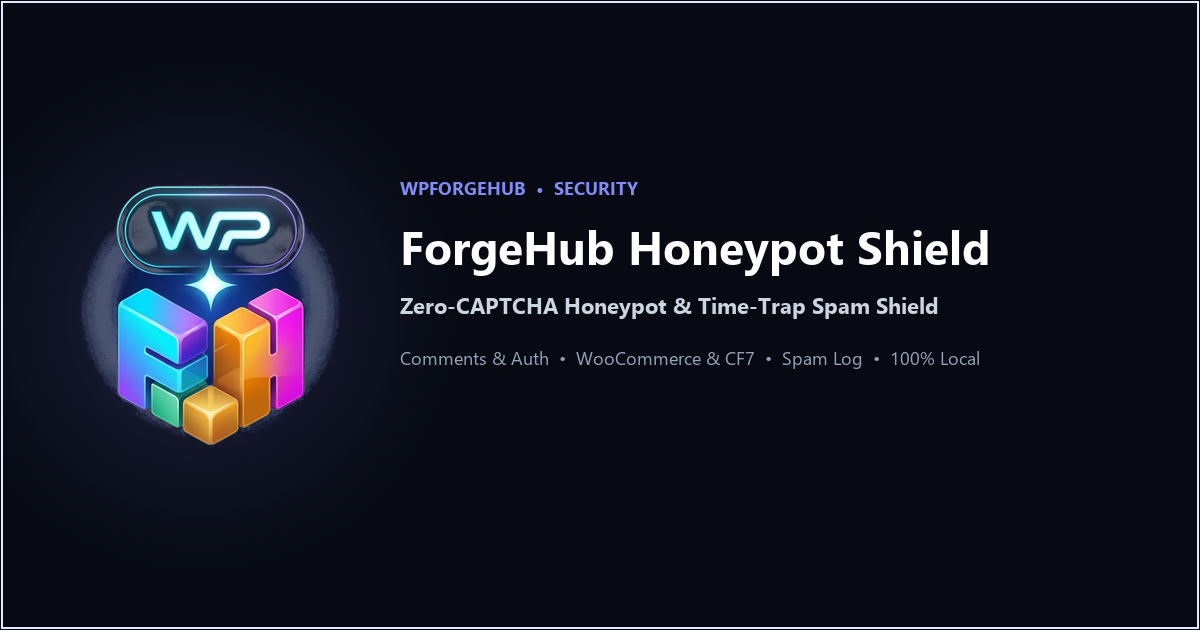 WP
FH
WPFORGEHUB • SECURITY
ForgeHub Honeypot Shield
Zero-CAPTCHA Honeypot & Time-Trap Spam Shield
Comments & Auth • WooCommerce & CF7 • Spam Log • 100% Local